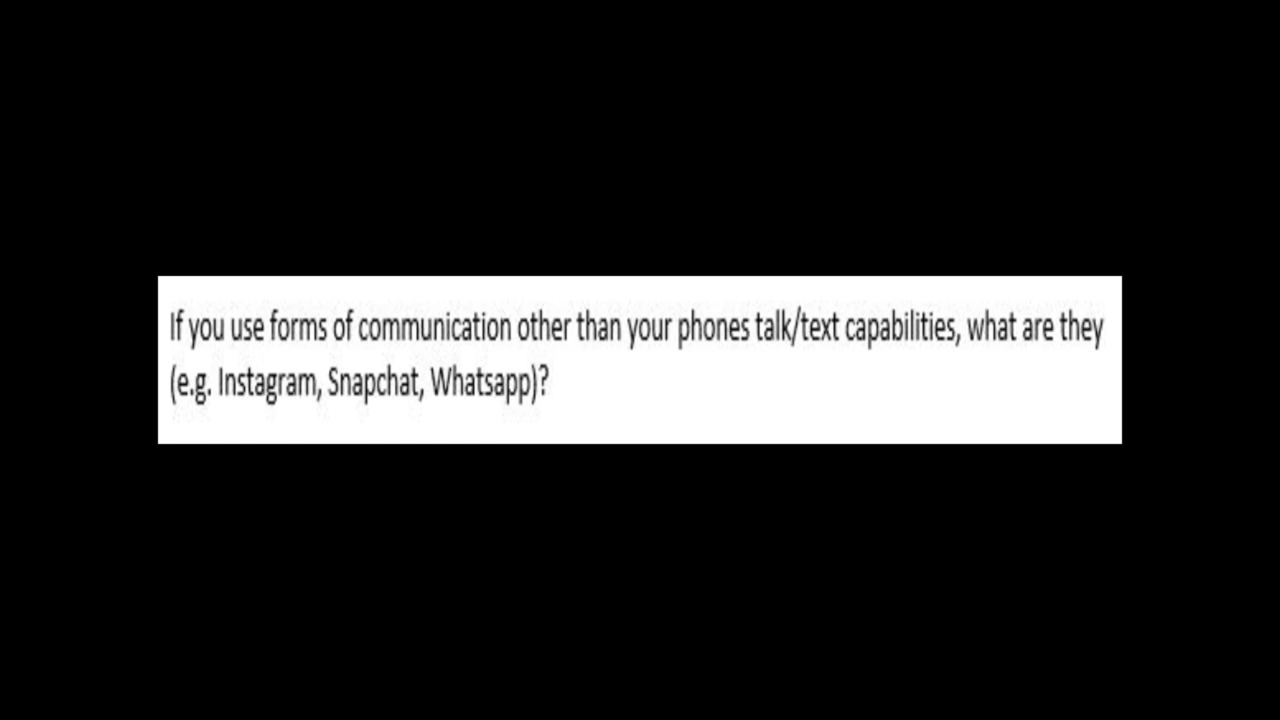 If you use forms of communication other than your phones talk/text capabilities, what are they
(e.g. Instagram, Snapchat, Whatsapp)?